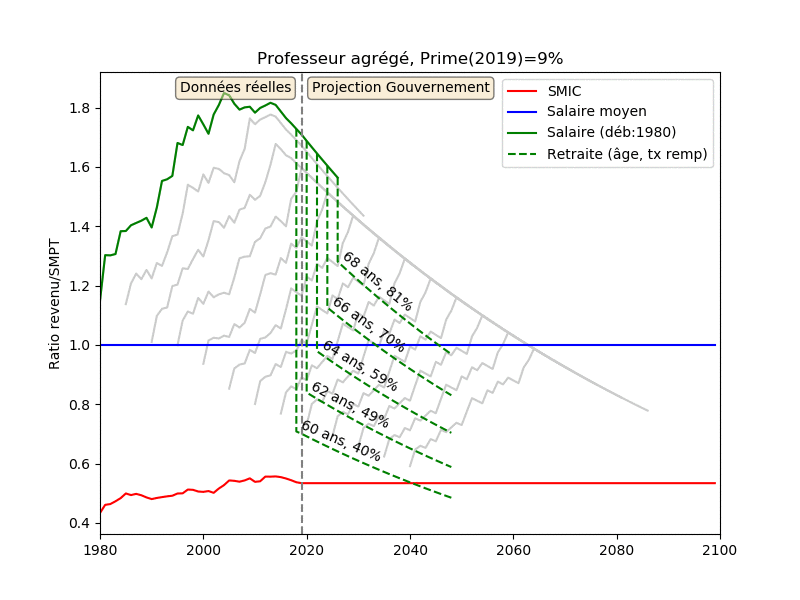 Professeur agrégé, Prime(2019)=9%
Données réelles
Projection Gouvernement
SMIC
Salaire moyen
Salaire (déb:1980)
Retraite (âge, tx remp)
Ratio revenu/SMPT
1.8
1.6
1.4
1.2
1.0
0.8
0.6
0.4
68 ans, 81%
66 ans, 70%
64 ans, 59%
62 ans, 49%
60 ans, 40%
1980
2000
2020
2040
2060
2080
2100